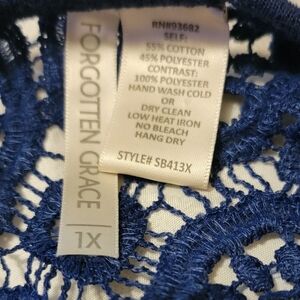 FORGOTTEN GRACE
1X
RN#93682
SELF:
55% COTTON
45% POLYESTER
CONTRAST:
100% POLYESTER
HAND WASH COLD
OR
DRY CLEAN
LOW HEAT IRON
NO BLEACH
HANG DRY
STYLE# SB413X